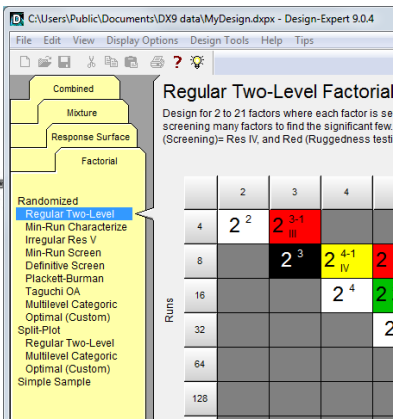 C:\Users\Public\Documents\DX9 data\MyDesign.dxpx - Design-Expert 9.0.4
File Edit View Display Options Design Tools Help Tips
Combined
Mixture
Response Surface
Factorial
Randomized
Regular Two-Level
Min-Run Characterize
Irregular Res V
Min-Run Screen
Definitive Screen
Plackett-Burman
Taguchi OA
Multilevel Categoric
Optimal (Custom)
Split-Plot
Regular Two-Level
Multilevel Categoric
Optimal (Custom)
Simple Sample
Regular Two-Level Factorial
Design for 2 to 21 factors where each factor is se
screening many factors to find the significant few.
(Screening)= Res IV, and Red (Ruggedness testi
2 3 4
Runs
4 2^2 2^3-1 III
8 2^3 2^4-1 IV 2
16 2^4 2
32 2
64
128